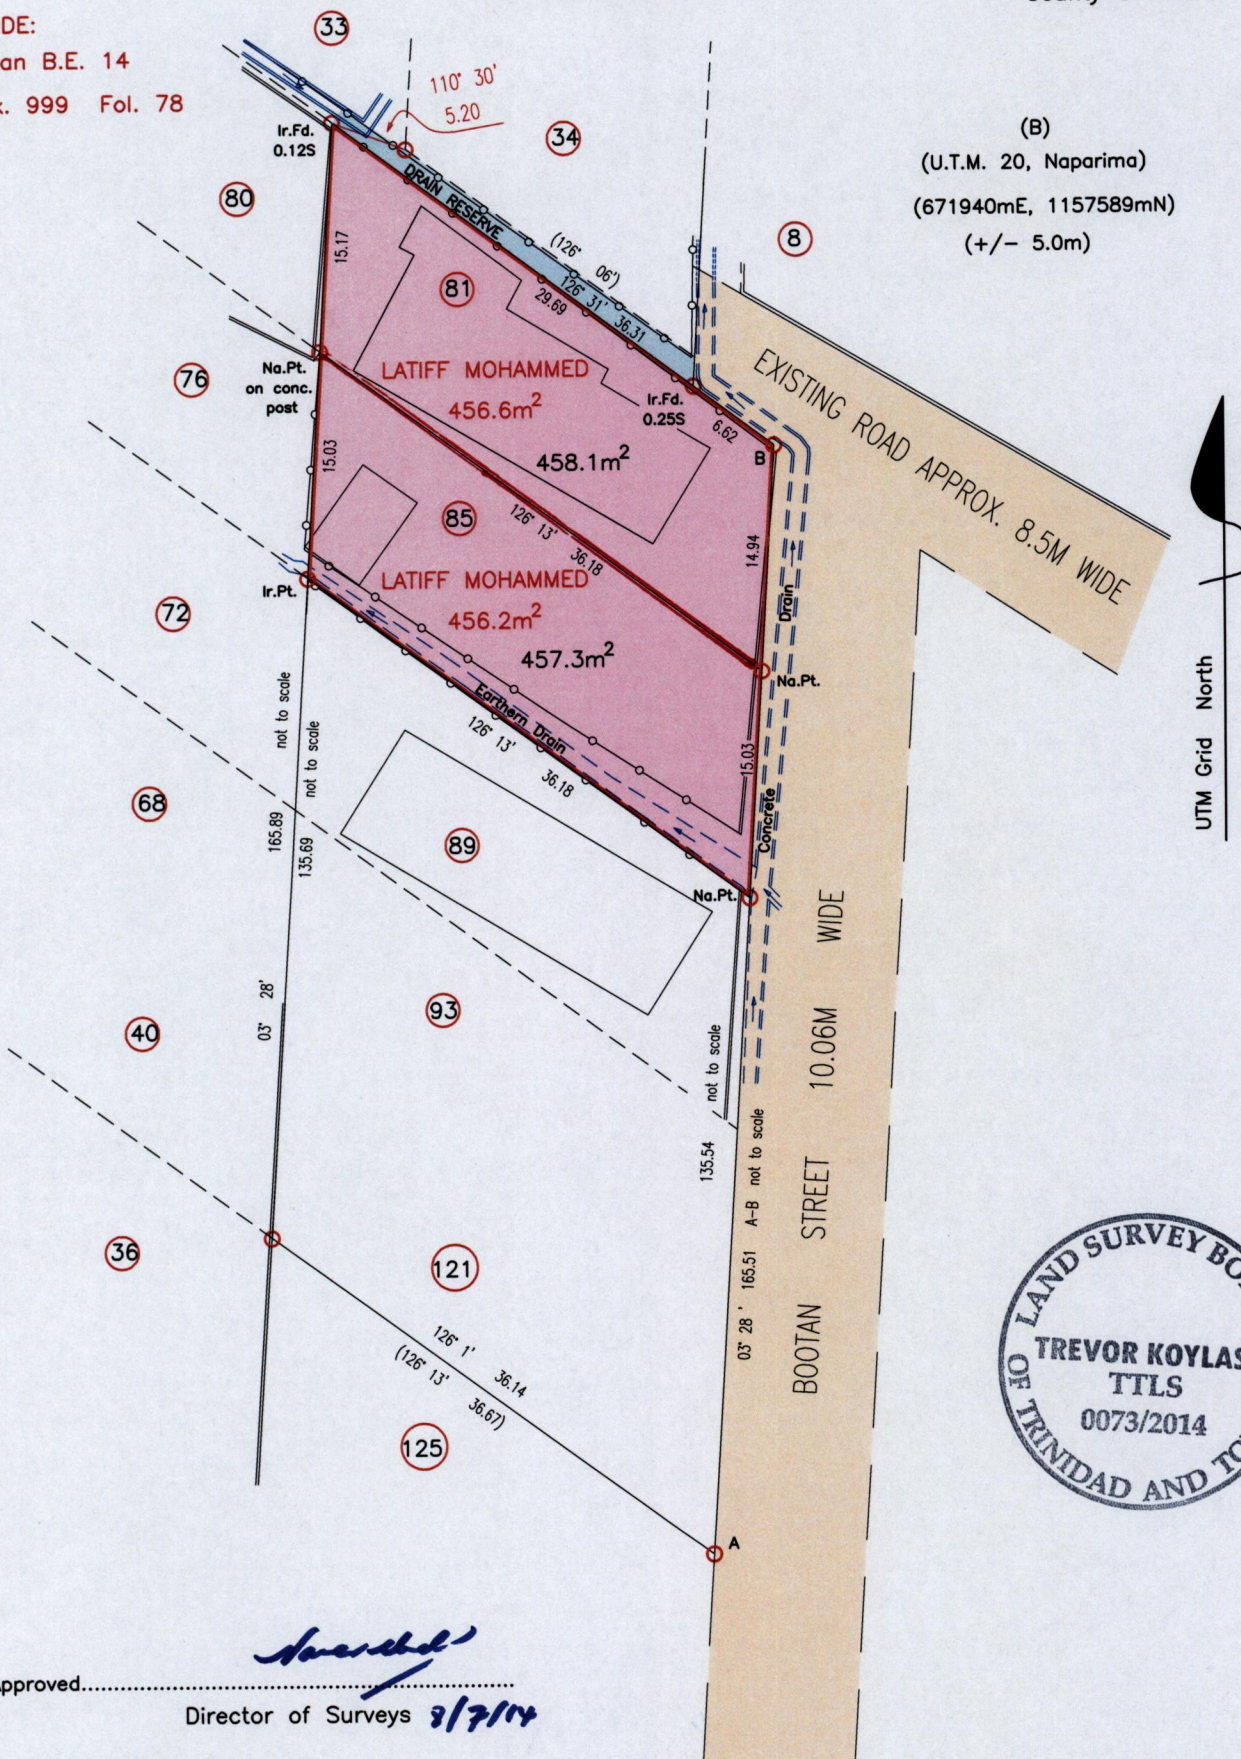 DE:
an B.E. 14
. 999 Fol. 78
33
110° 30'
5.20
34
Ir.Fd.
0.12S
80
DRAIN RESERVE
(126° 06')
126° 31' 36.31
29.69
15.17
81
8
(B)
(U.T.M. 20, Naparima)
(671940mE, 1157589mN)
(+/- 5.0m)
EXISTING ROAD APPROX. 8.5M WIDE
76
Na.Pt.
on conc.
post
LATIFF MOHAMMED
456.6m²
458.1m²
Ir.Fd.
0.25S
6.62
B
15.03
85
126° 13' 36.18
14.94
Drain
LATIFF MOHAMMED
456.2m²
457.3m²
Ir.Pt.
72
Na.Pt.
Earthern Drain
126° 13' 36.18
15.03
Concrete
UTM Grid North
not to scale
not to scale
68
165.89
135.69
89
Na.Pt.
03° 28'
40
93
not to scale
135.54
03° 28' 165.51 A-B not to scale
BOOTAN STREET 10.06M WIDE
36
121
126° 1' 36.14
(126° 13' 36.67)
125
A
LAND SURVEY BO
OF TRINIDAD AND TO
TREVOR KOYLAS
TTLS
0073/2014
pproved
Director of Surveys 8/7/14